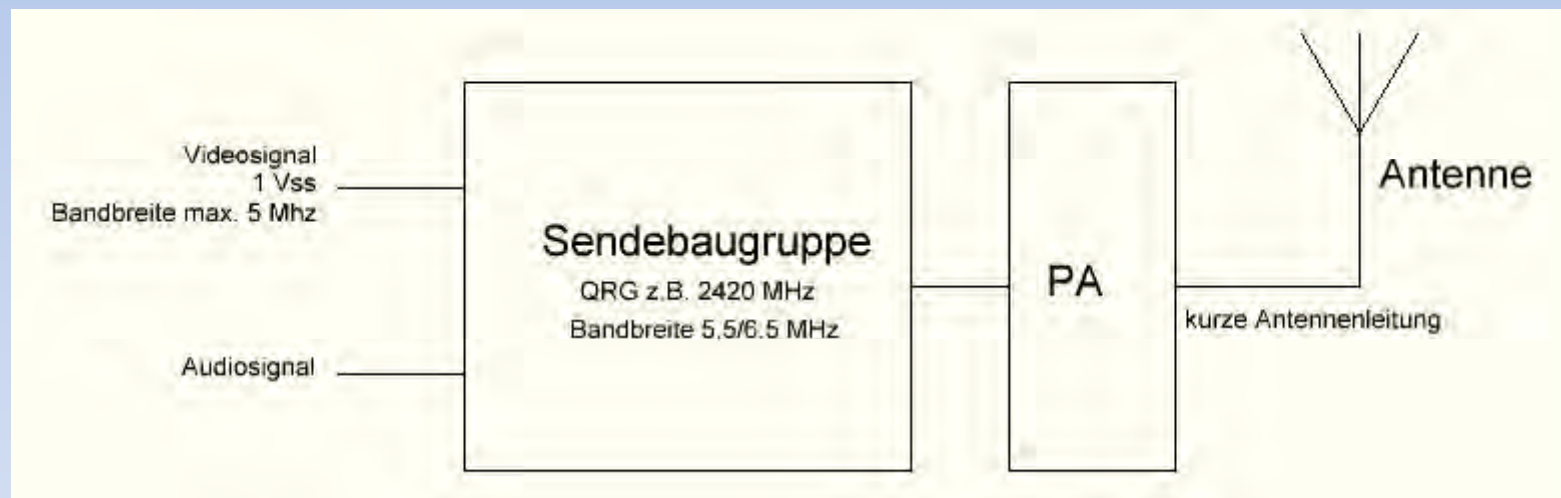 Videosignal
1 Vss
Bandbreite max. 5 Mhz
Audiosignal
Sendebaugruppe
QRG z.B. 2420 MHz
Bandbreite 5,5/6.5 MHz
PA
Antenne
kurze Antennenleitung